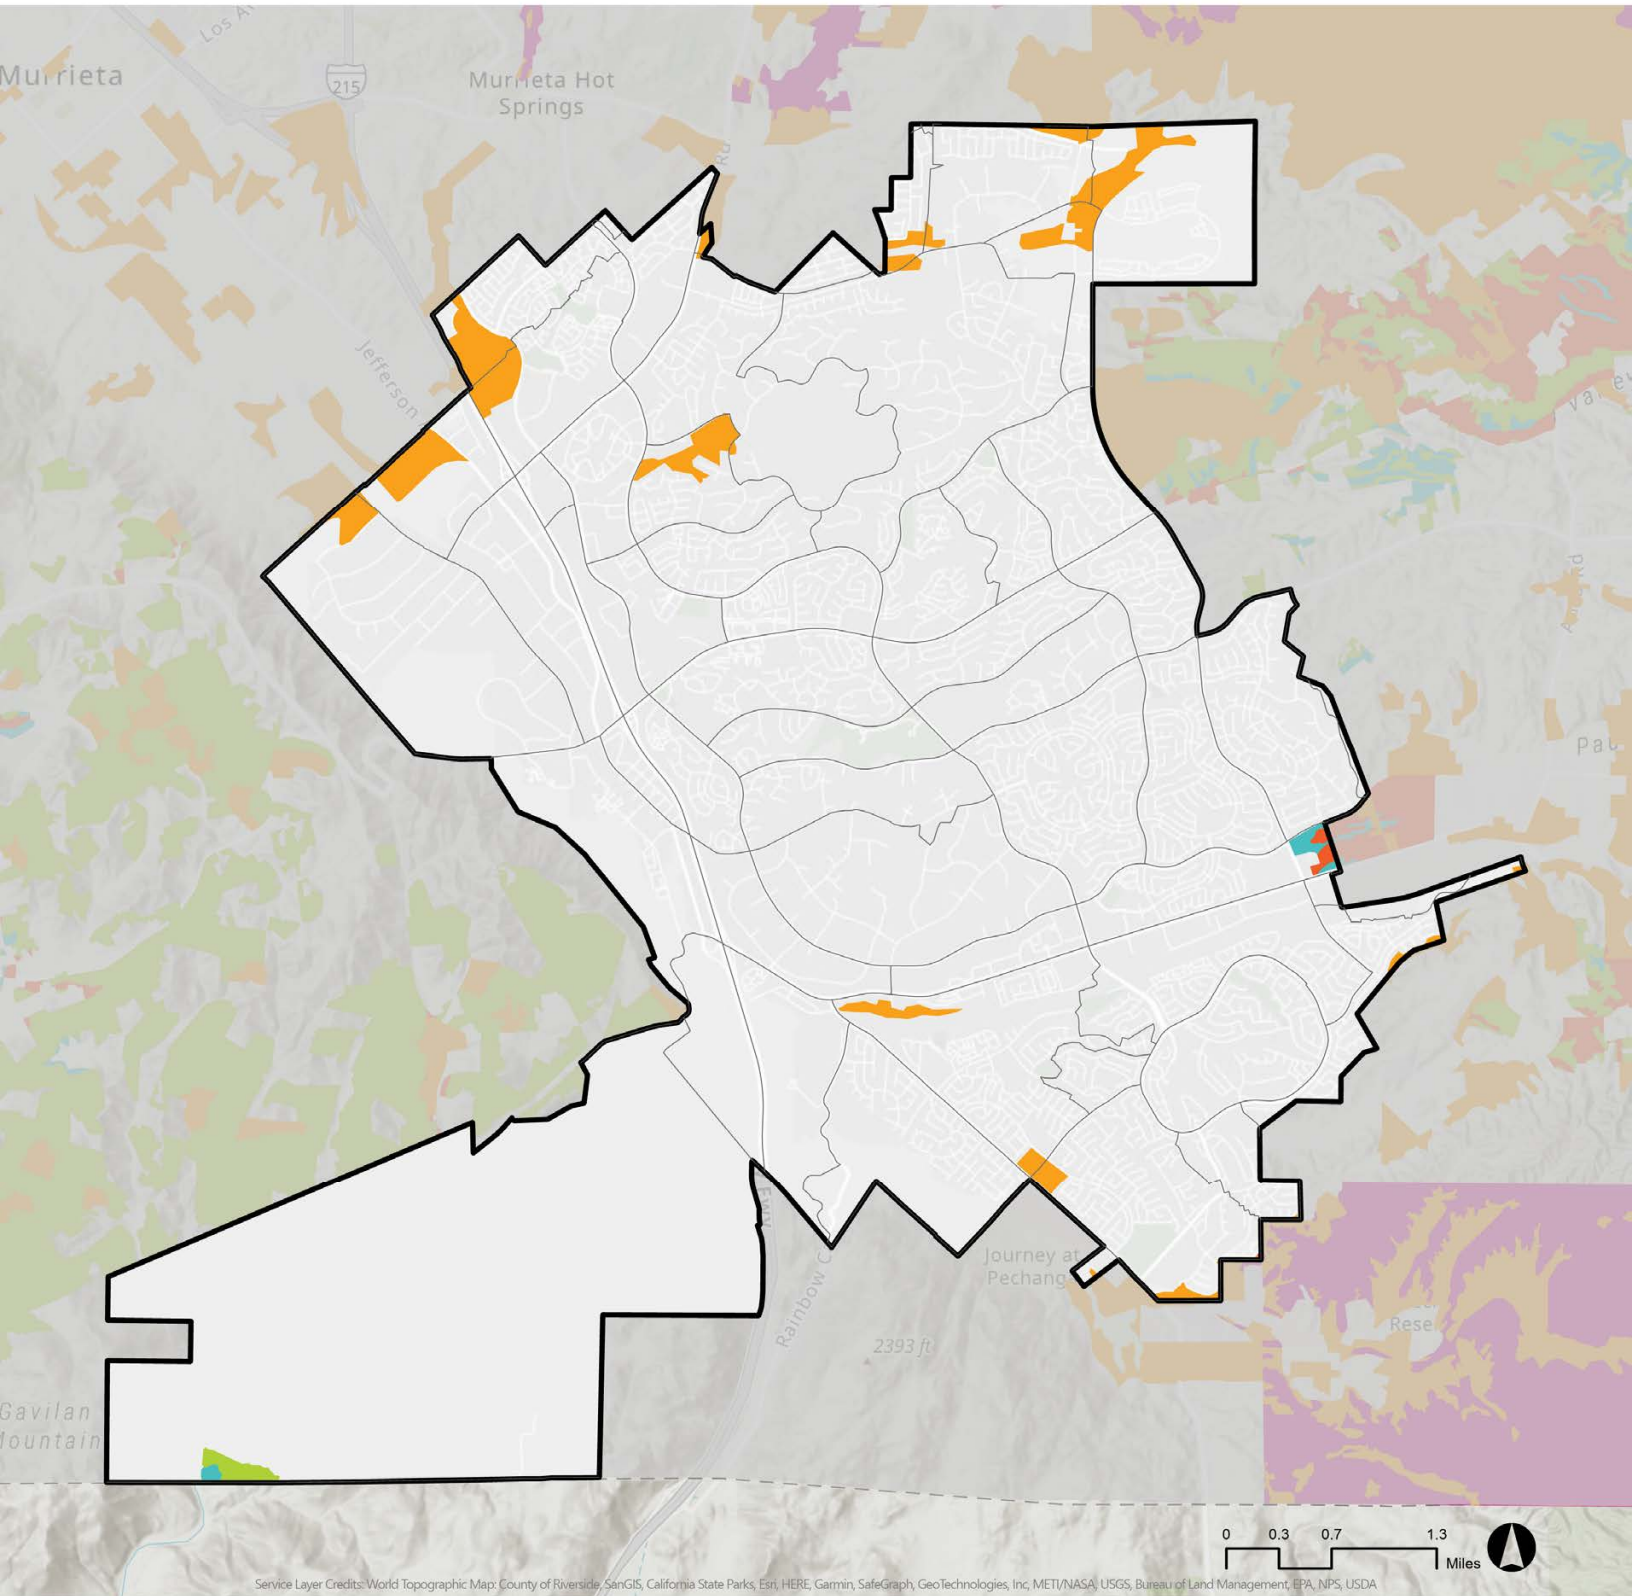 Murrieta
215
Murrieta Hot
Springs
Jefferson
Journey at
Pechang
2393 ft
Rainbow C
Rese
Gavilan
Mountain
0 0.3 0.7 1.3
Miles
Service Layer Credits: World Topographic Map: County of Riverside, SanGIS, California State Parks, Esri, HERE, Garmin, SafeGraph, GeoTechnologies, Inc, METI/NASA, USGS, Bureau of Land Management, EPA, NPS, USDA